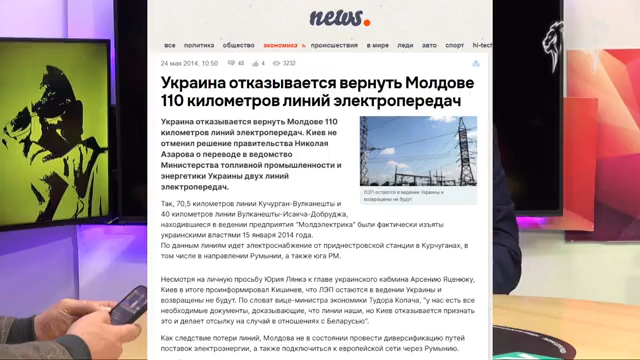 news.
все политика общество экономика происшествия в мире леди авто спорт hi-tech
24 мая 2014, 10:50 48 4 3232
Украина отказывается вернуть Молдове
110 километров линий электропередач
Украина отказывается вернуть Молдове 110
километров линий электропередач. Киев не
отменил решение правительства Николая
Азарова о переводе в ведомство
Министерства топливной промышленности и
энергетики Украины двух линий
электропередач.
ЛЭП остаются в ведении Украины и
возвращены не будут
Так, 70,5 километров линии Кучурган-Вулканешты и
40 километров линии Вулканешты-Исакча-Добруджа,
находившиеся в ведении предприятия "Молдэлектрика" были фактически изъяты
украинскими властями 15 января 2014 года.
По данным линиям идет электроснабжение от приднестровской станции в Курчуганах, в
том числе в направлении Румынии, а также юга РМ.
Несмотря на личную просьбу Юрия Лянкэ к главе украинского кабмина Арсению Яценюку,
Киев в итоге проинформировал Кишинев, что ЛЭП остаются в ведении Украины и
возвращены не будут. По словат вице-министра экономики Тудора Копача, "у нас есть все
необходимые документы, доказывающие, что линии наши, но Киев отказывается признать
это и делает отсылку на случай в отношениях с Беларусью".
Как следствие потери линий, Молдова не в состоянии провести диверсификацию путей
поставок электроэнергии, а также подключиться к европейской сети через Румынию.